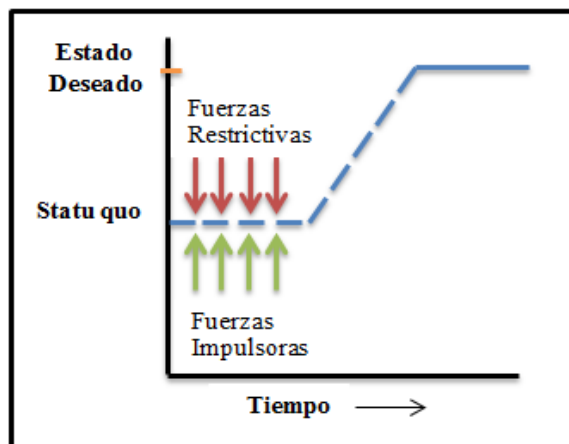 Estado
Deseado
Fuerzas
Restrictivas
Statu quo
Fuerzas
Impulsoras
Tiempo